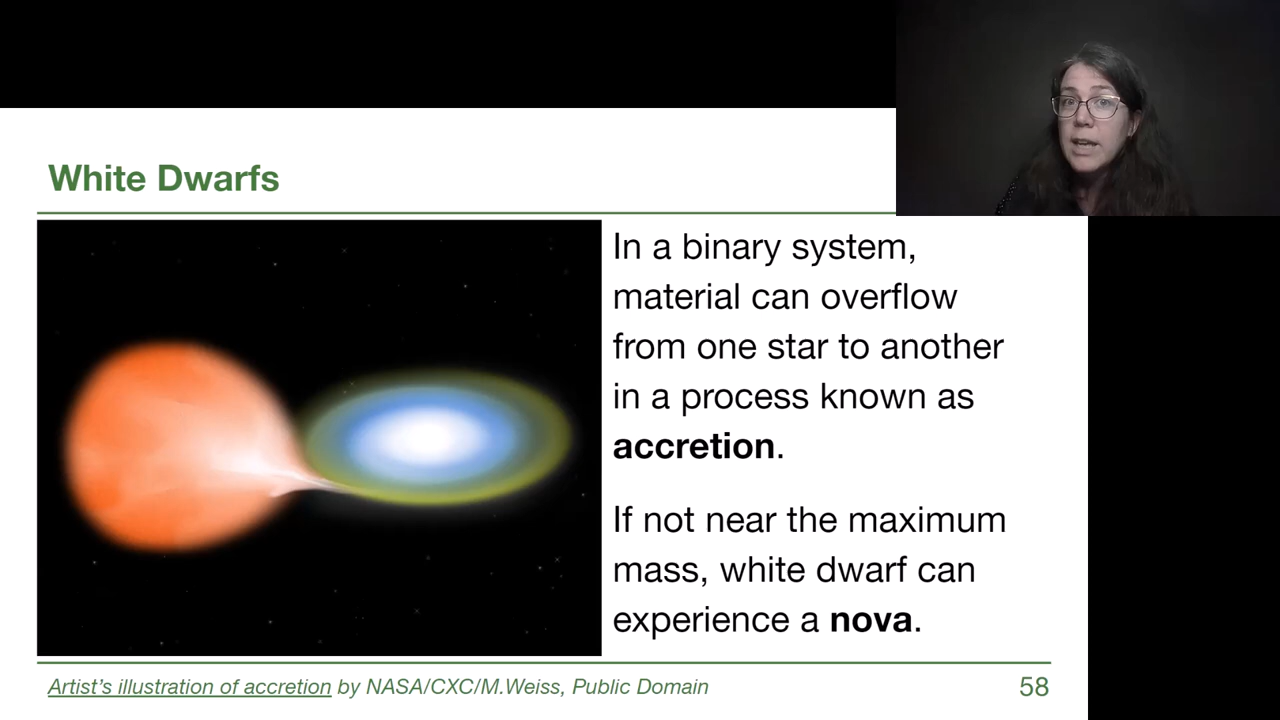 White Dwarfs
In a binary system,
material can overflow
from one star to another
in a process known as
accretion.
If not near the maximum
mass, white dwarf can
experience a nova.
Artist’s illustration of accretion by NASA/CXC/M.Weiss, Public Domain
58